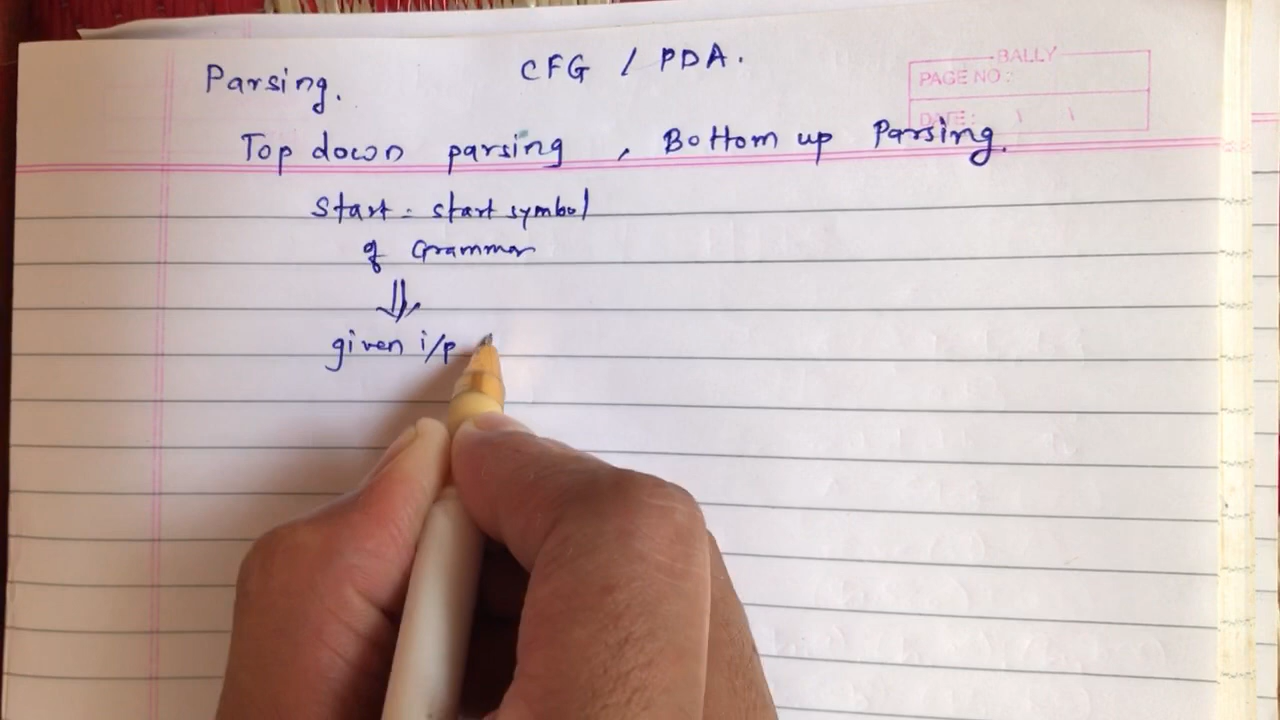 Parsing. CFG / PDA.
BALLY
PAGE NO :
DATE :
Top down parsing , Bottom up Parsing.
Start - start symbol
of Grammar
⇓
given i/p